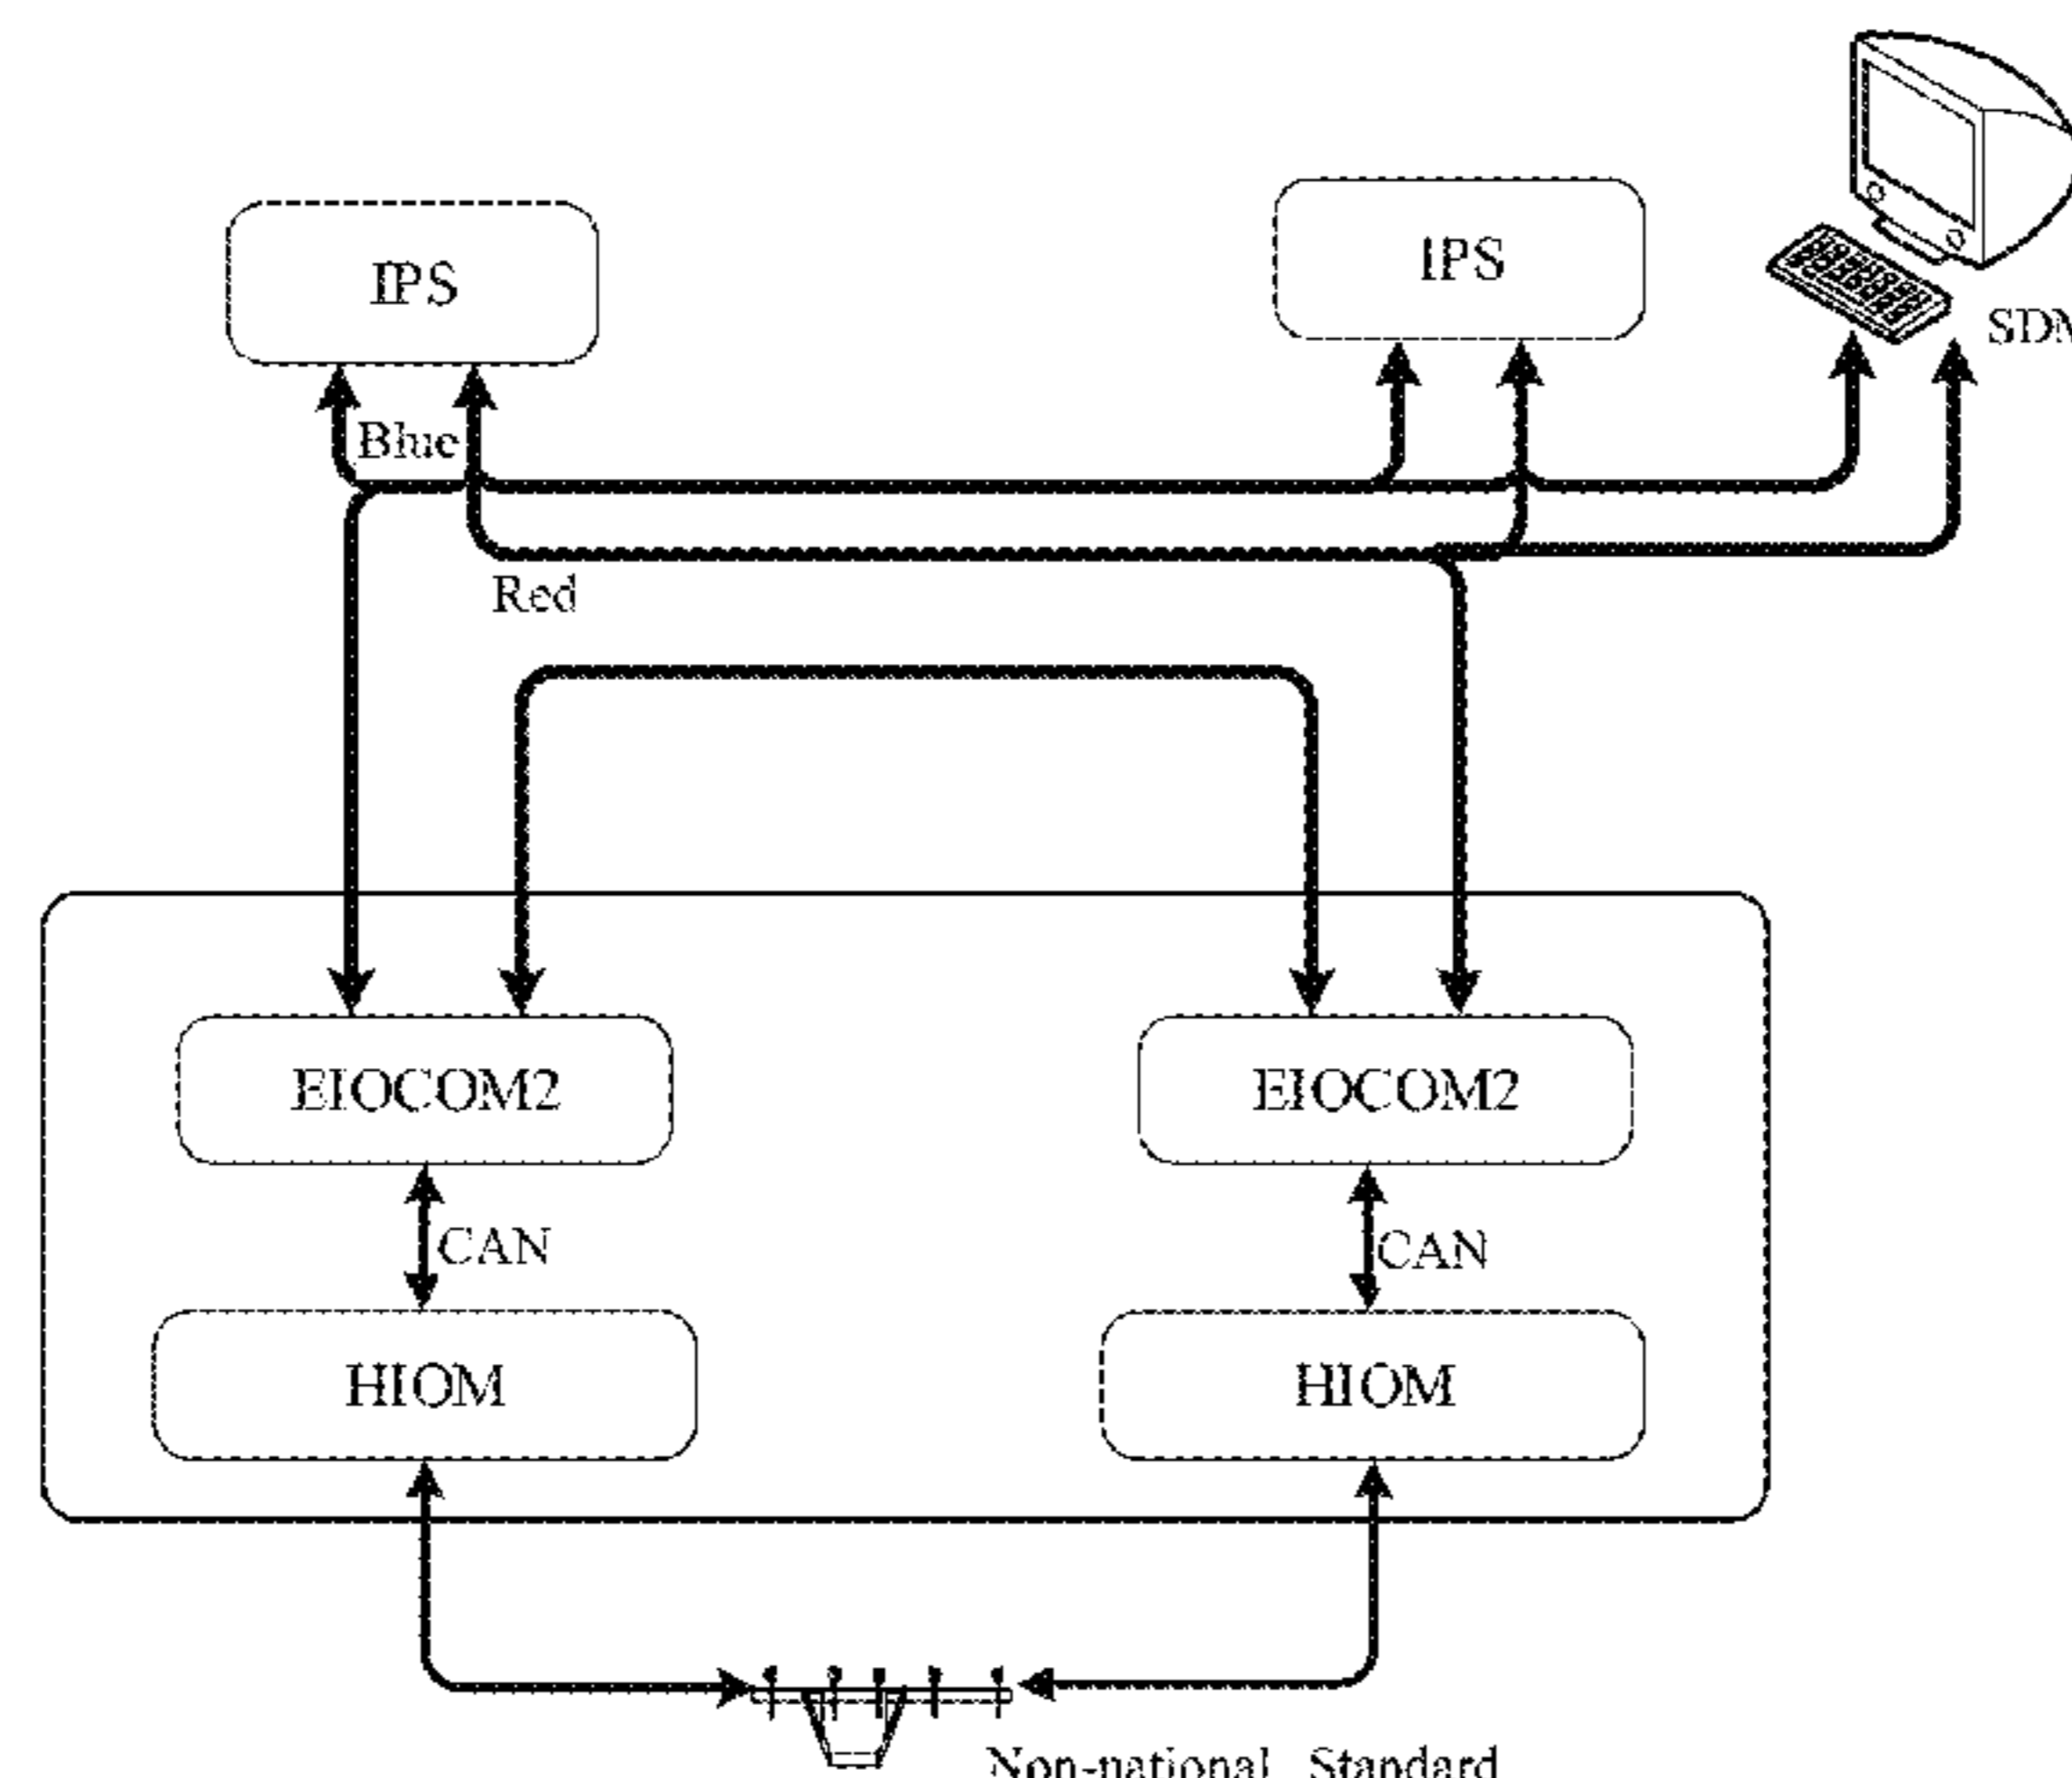 IPS
IPS
SDM
Blue
Red
EIOCOM2
EIOCOM2
CAN
CAN
HIOM
HIOM
Non-national Standard